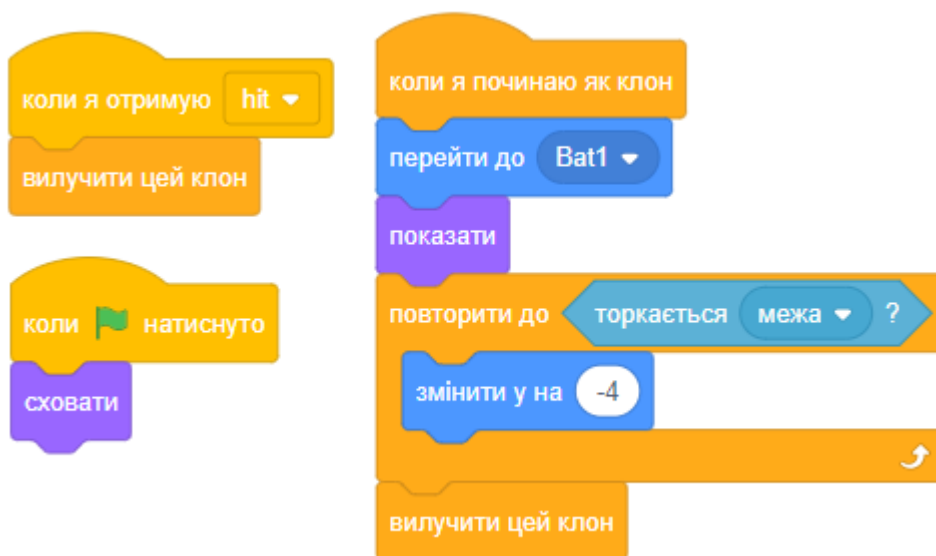 коли я отримую hit
вилучити цей клон
коли натиснуто
сховати
коли я починаю як клон
перейти до Bat1
показати
повторити до торкається межа ?
змінити y на -4
вилучити цей клон